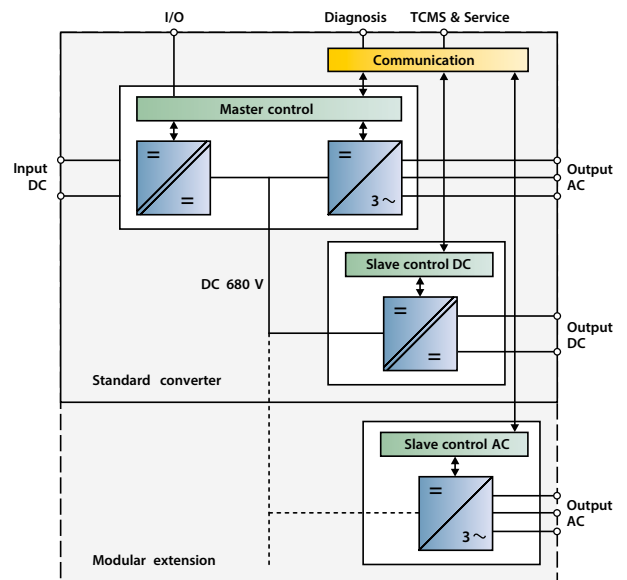 I/O
Diagnosis
TCMS & Service
Communication
Master control
=
=
=
3 ~
Input
DC
Output
AC
Slave control DC
DC 680 V
=
=
Output
DC
Standard converter
Slave control AC
=
3 ~
Output
AC
Modular extension